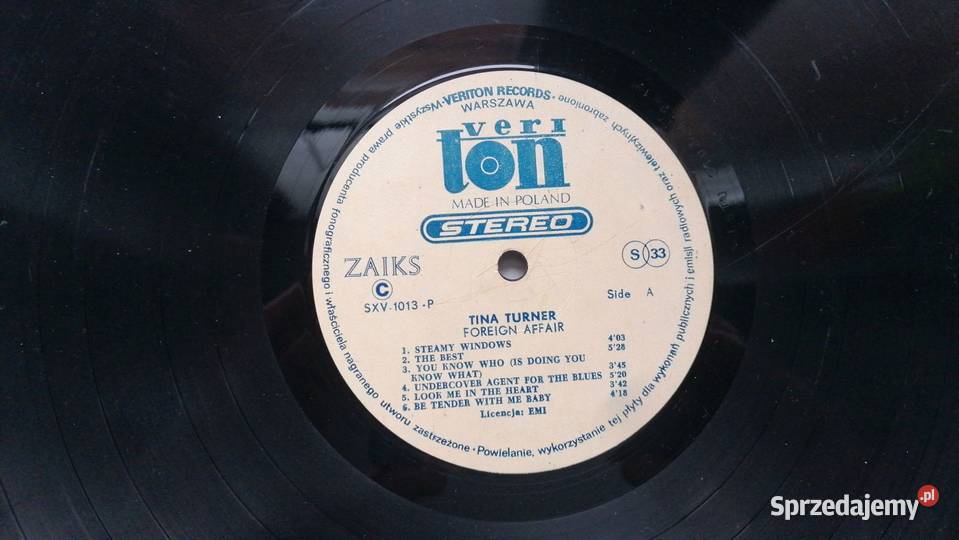 VERITON RECORDS • WARSZAWA
• Wszystkie prawa producenta fonograficznego i właściciela nagranego utworu zastrzeżone • Powielanie, wykorzystanie tej płyty dla wykonań publicznych i emisji radiowych oraz telewizyjnych zabronione •
veri
ton
MADE IN POLAND
STEREO
ZAIKS
C
SXV-1013-P
S 33
Side A
TINA TURNER
FOREIGN AFFAIR
1. STEAMY WINDOWS 4'03
2. THE BEST 5'28
3. YOU KNOW WHO (IS DOING YOU
KNOW WHAT) 3'45
4. UNDERCOVER AGENT FOR THE BLUES 5'20
5. LOOK ME IN THE HEART 3'42
6. BE TENDER WITH ME BABY 4'18
Licencja: EMI
Sprzedajemy.pl